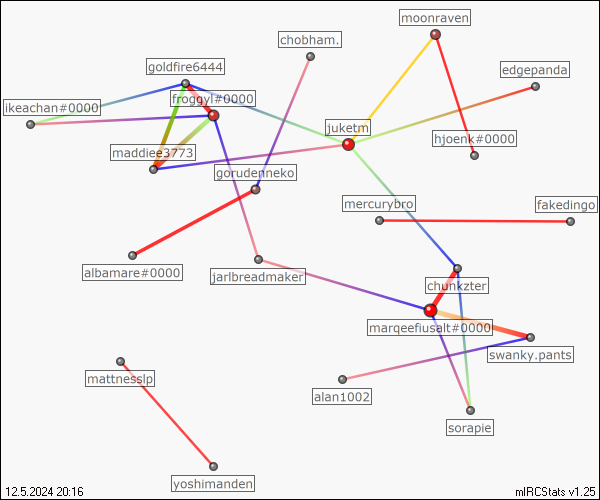 moonraven
chobham.
goldfire6444
edgepanda
froggyl#0000
ikeachan#0000
juketm
hjoenk#0000
maddiee3773
gorudenneko
mercurybro
fakedingo
albamare#0000
jarlbreadmaker
chunkzter
marqeefiusalt#0000
swanky.pants
mattnesslp
alan1002
sorapie
yoshimanden
12.5.2024 20:16
mIRCStats v1.25